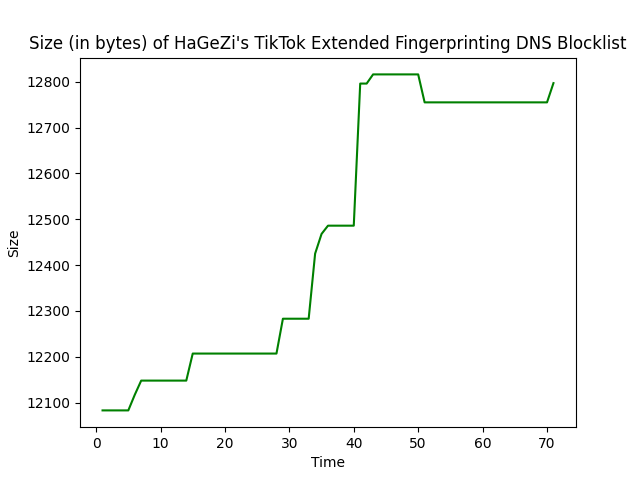 Size (in bytes) of HaGeZi's TikTok Extended Fingerprinting DNS Blocklist
12800
12700
12600
12500
12400
12300
12200
12100
Size
0 10 20 30 40 50 60 70
Time